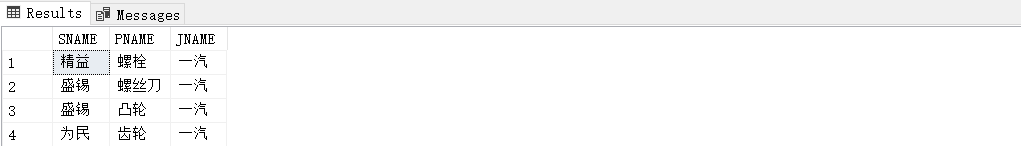 Results Messages
SNAME PNAME JNAME
1 精益 螺栓 一汽
2 盛锡 螺丝刀 一汽
3 盛锡 凸轮 一汽
4 为民 齿轮 一汽